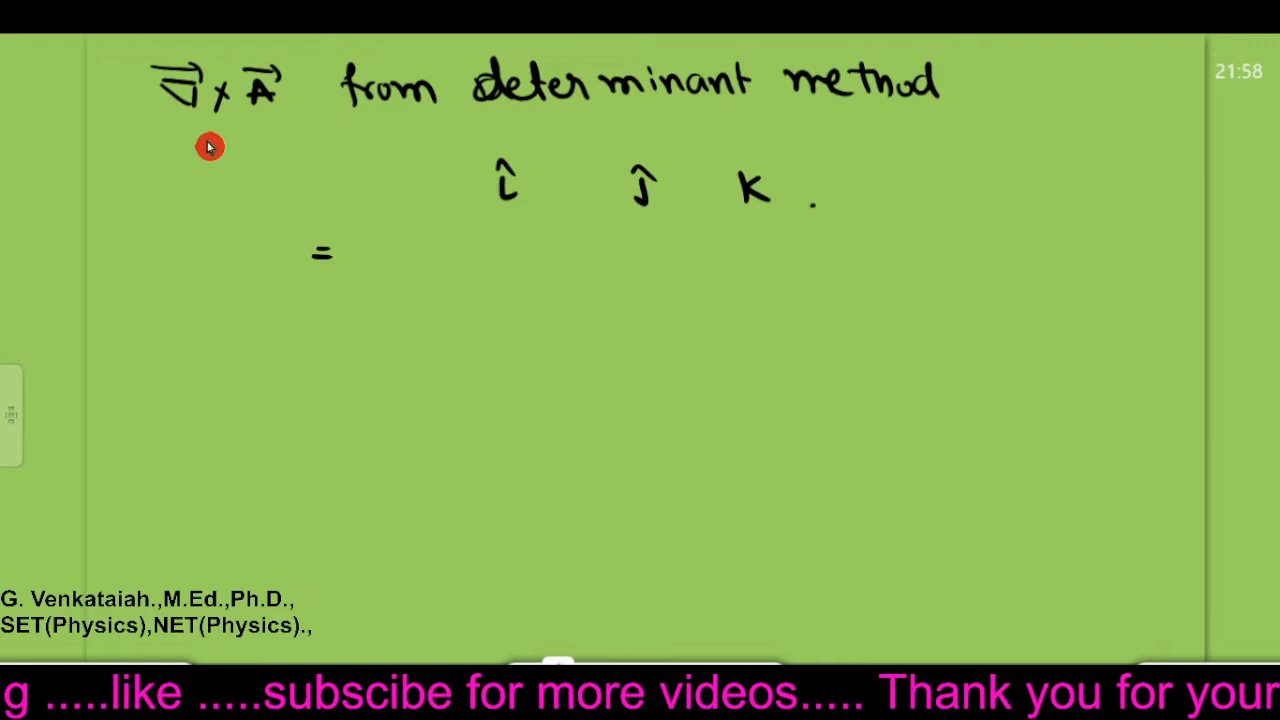 ∇⃗ × A⃗ from determinant method
21:58
î ĵ K .
=
G. Venkataiah.,M.Ed.,Ph.D.,
SET(Physics),NET(Physics).,
g .....like .....subscibe for more videos..... Thank you for your